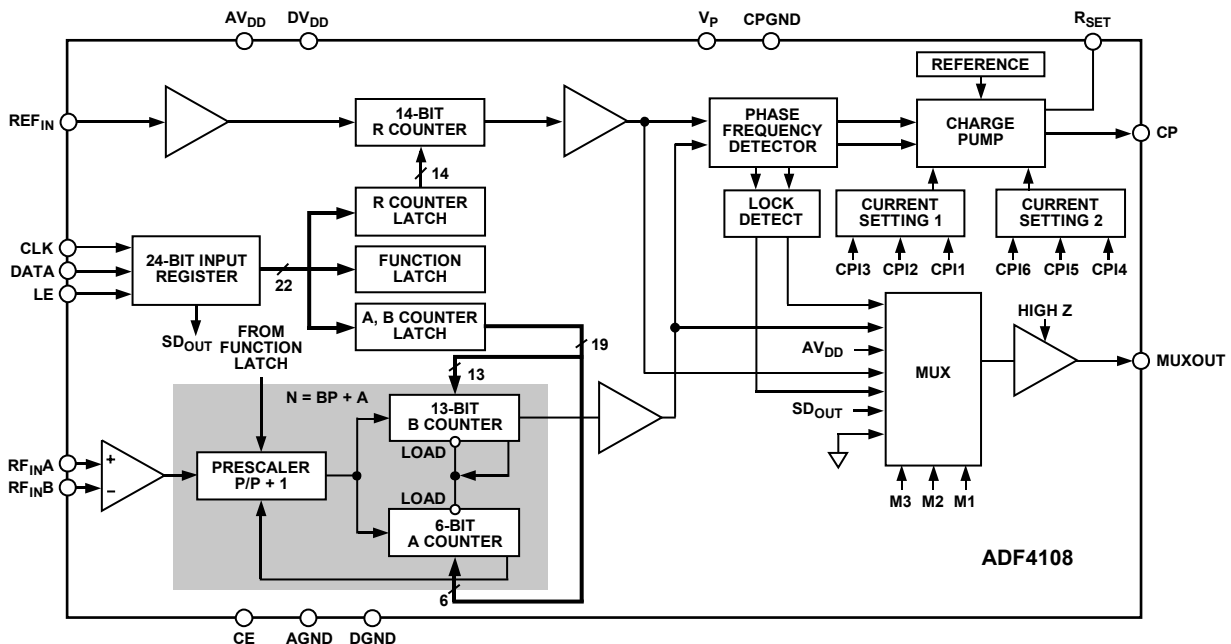 AVDD DVDD VP CPGND RSET
REFERENCE
REFIN
14-BIT
R COUNTER
PHASE
FREQUENCY
DETECTOR
CHARGE
PUMP
CP
14
R COUNTER
LATCH
LOCK
DETECT
CURRENT
SETTING 1
CURRENT
SETTING 2
CPI3 CPI2 CPI1
CPI6 CPI5 CPI4
CLK
DATA
LE
24-BIT INPUT
REGISTER
22
FUNCTION
LATCH
SDOUT
FROM
FUNCTION
LATCH
A, B COUNTER
LATCH
19
13
HIGH Z
AVDD
MUX
MUXOUT
SDOUT
N = BP + A
13-BIT
B COUNTER
LOAD
RFINA
RFINB
+
–
PRESCALER
P/P + 1
LOAD
6-BIT
A COUNTER
6
M3 M2 M1
ADF4108
CE AGND DGND